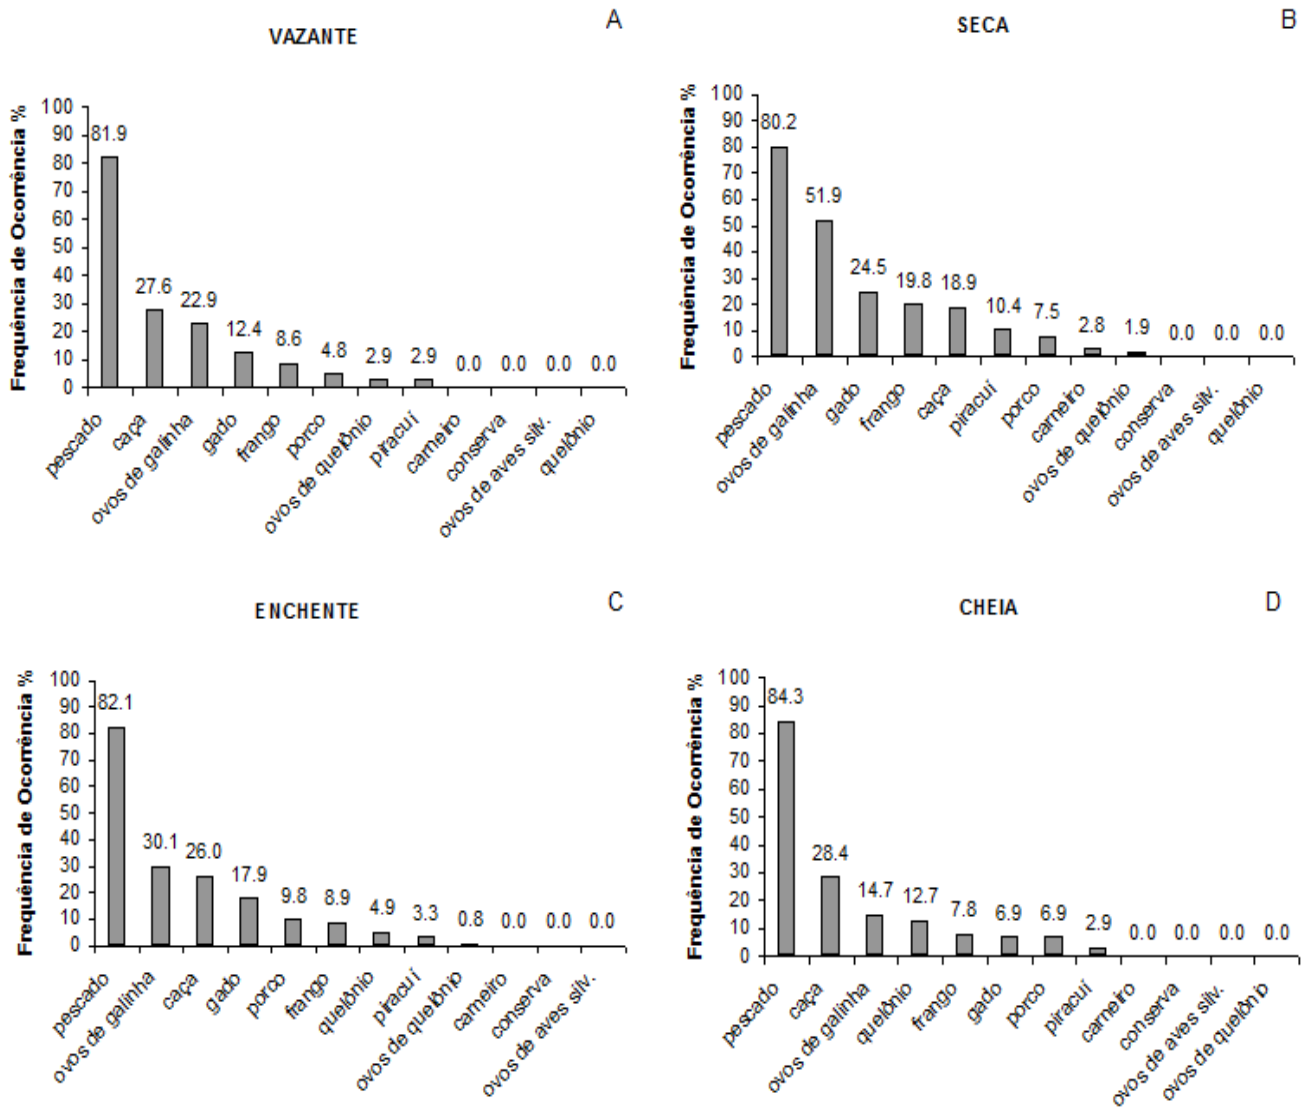 VAZANTE
A
Frequência de Ocorrência %
100
90
80
70
60
50
40
30
20
10
0
81.9
27.6
22.9
12.4
8.6
4.8
2.9
2.9
0.0
0.0
0.0
0.0
pescado
caça
ovos de galinha
gado
frango
porco
ovos de quelônio
piracuí
carneiro
conserva
ovos de aves silv.
quelônio
SECA
B
Frequência de Ocorrência %
100
90
80
70
60
50
40
30
20
10
0
80.2
51.9
24.5
19.8
18.9
10.4
7.5
2.8
1.9
0.0
0.0
0.0
pescado
ovos de galinha
gado
frango
caça
piracuí
porco
carneiro
ovos de quelônio
conserva
ovos de aves silv.
quelônio
ENCHENTE
C
Frequência de Ocorrência %
100
90
80
70
60
50
40
30
20
10
0
82.1
30.1
26.0
17.9
9.8
8.9
4.9
3.3
0.8
0.0
0.0
0.0
pescado
ovos de galinha
caça
gado
porco
frango
quelônio
piracuí
ovos de quelônio
carneiro
conserva
ovos de aves silv.
CHEIA
D
Frequência de Ocorrência %
100
90
80
70
60
50
40
30
20
10
0
84.3
28.4
14.7
12.7
7.8
6.9
6.9
2.9
0.0
0.0
0.0
0.0
pescado
caça
ovos de galinha
quelônio
frango
gado
porco
piracuí
carneiro
conserva
ovos de aves silv.
ovos de quelônio